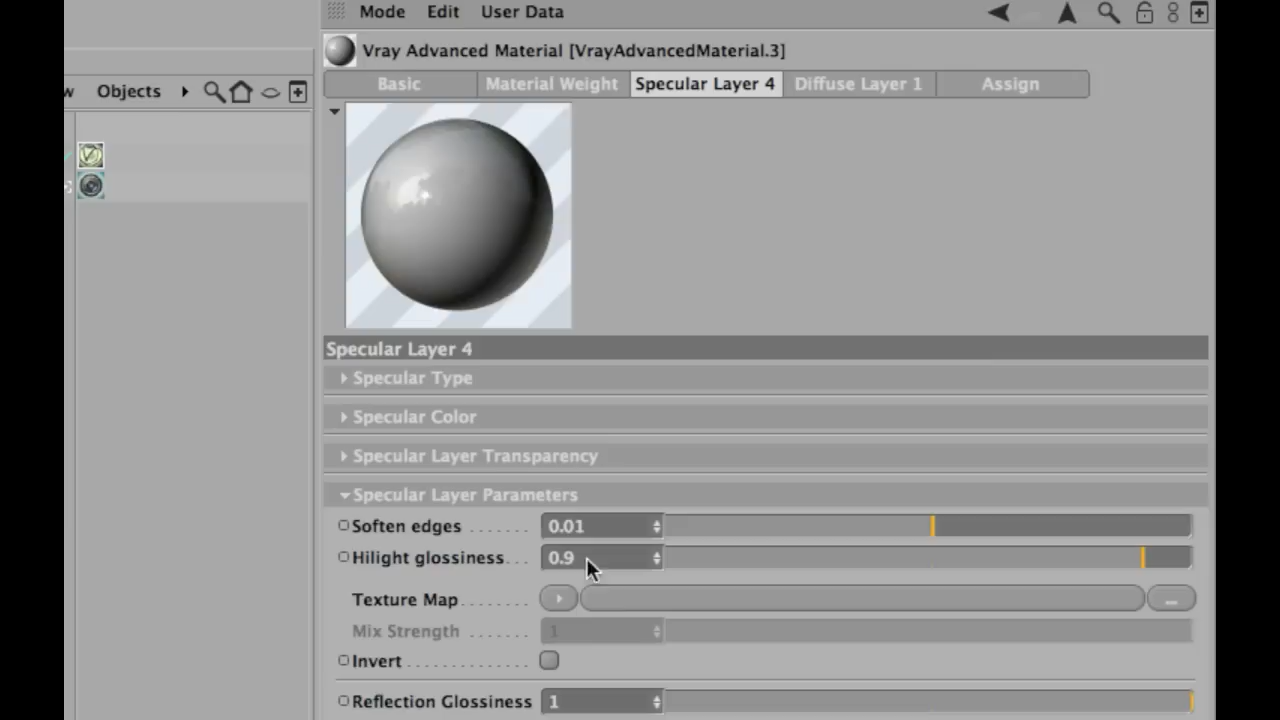 Mode Edit User Data
Vray Advanced Material [VrayAdvancedMaterial.3]
w Objects
Basic Material Weight Specular Layer 4 Diffuse Layer 1 Assign
Specular Layer 4
Specular Type
Specular Color
Specular Layer Transparency
Specular Layer Parameters
Soften edges ....... 0.01
Hilight glossiness... 0.9
Texture Map........
Mix Strength ....... 1
Invert.............
Reflection Glossiness 1